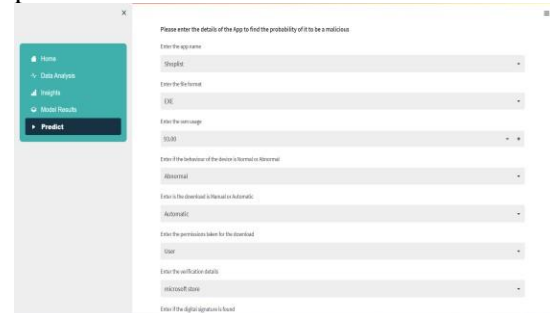 ×
Please enter the details of the App to find the probability of it to be a malicious
Enter the app name
Shoplist
Enter the file format
EXE
Enter the ram usage
50.00
Enter if the behaviour of the device is Normal or Abnormal
Abnormal
Enter is the download is Manual or Automatic
Automatic
Enter the permissions taken for the download
User
Enter the verification details
microsoft store
Enter if the digital signature is found
Home
Data Analysis
Insights
Model Results
Predict